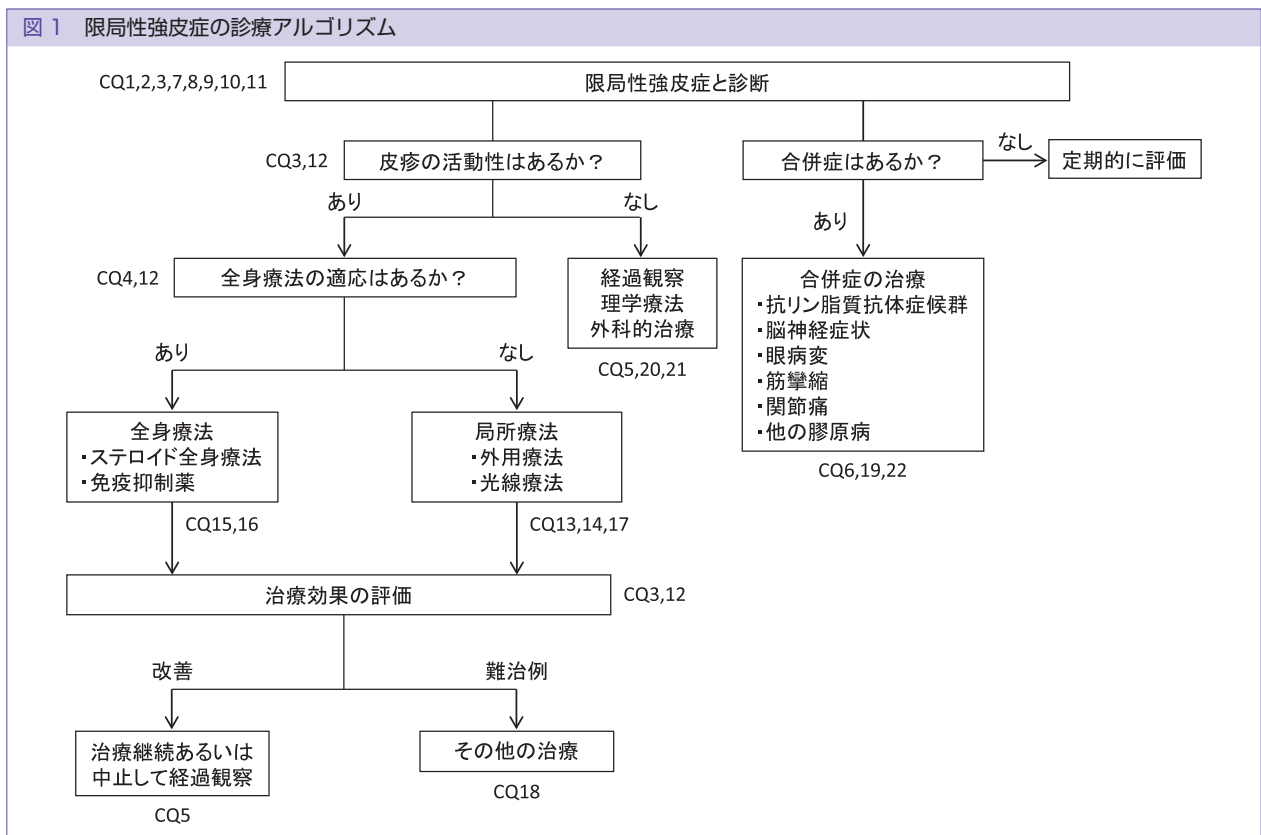 図1 限局性強皮症の診療アルゴリズム
CQ1,2,3,7,8,9,10,11
限局性強皮症と診断
CQ3,12
皮疹の活動性はあるか？
合併症はあるか？
なし
定期的に評価
あり
なし
あり
CQ4,12
全身療法の適応はあるか？
経過観察
理学療法
外科的治療
CQ5,20,21
合併症の治療
・抗リン脂質抗体症候群
・脳神経症状
・眼病変
・筋攣縮
・関節痛
・他の膠原病
CQ6,19,22
あり
なし
全身療法
・ステロイド全身療法
・免疫抑制薬
CQ15,16
局所療法
・外用療法
・光線療法
CQ13,14,17
治療効果の評価
CQ3,12
改善
難治例
治療継続あるいは
中止して経過観察
CQ5
その他の治療
CQ18